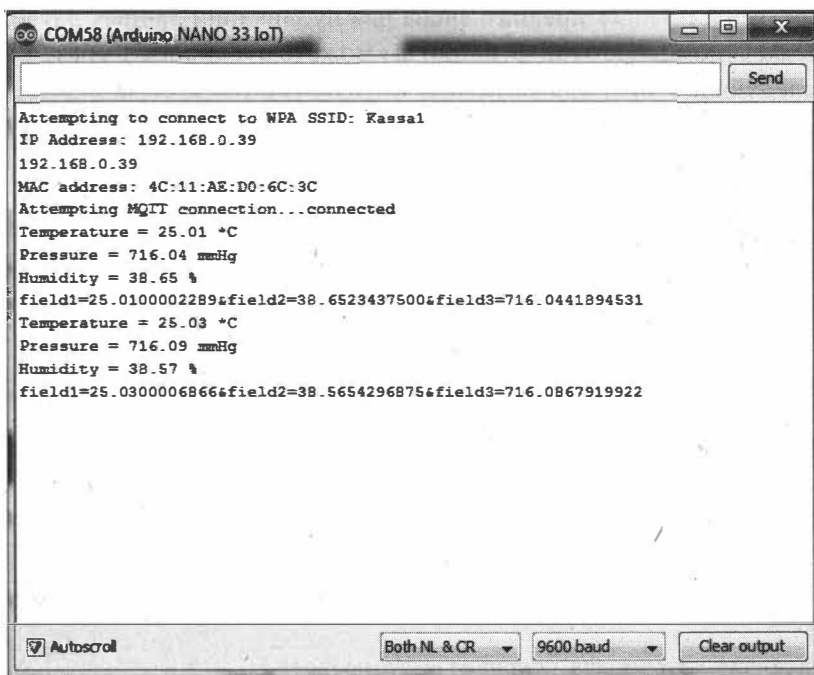 COM58 (Arduino NANO 33 IoT)
Send
Attempting to connect to WPA SSID: Kassa1
IP Address: 192.168.0.39
192.168.0.39
MAC address: 4C:11:AE:D0:6C:3C
Attempting MQTT connection...connected
Temperature = 25.01 *C
Pressure = 716.04 mmHg
Humidity = 38.65 %
field1=25.0100002289&field2=38.6523437500&field3=716.0441894531
Temperature = 25.03 *C
Pressure = 716.09 mmHg
Humidity = 38.57 %
field1=25.0300006866&field2=38.5654296875&field3=716.0867919922
Autoscroll
Both NL & CR
9600 baud
Clear output